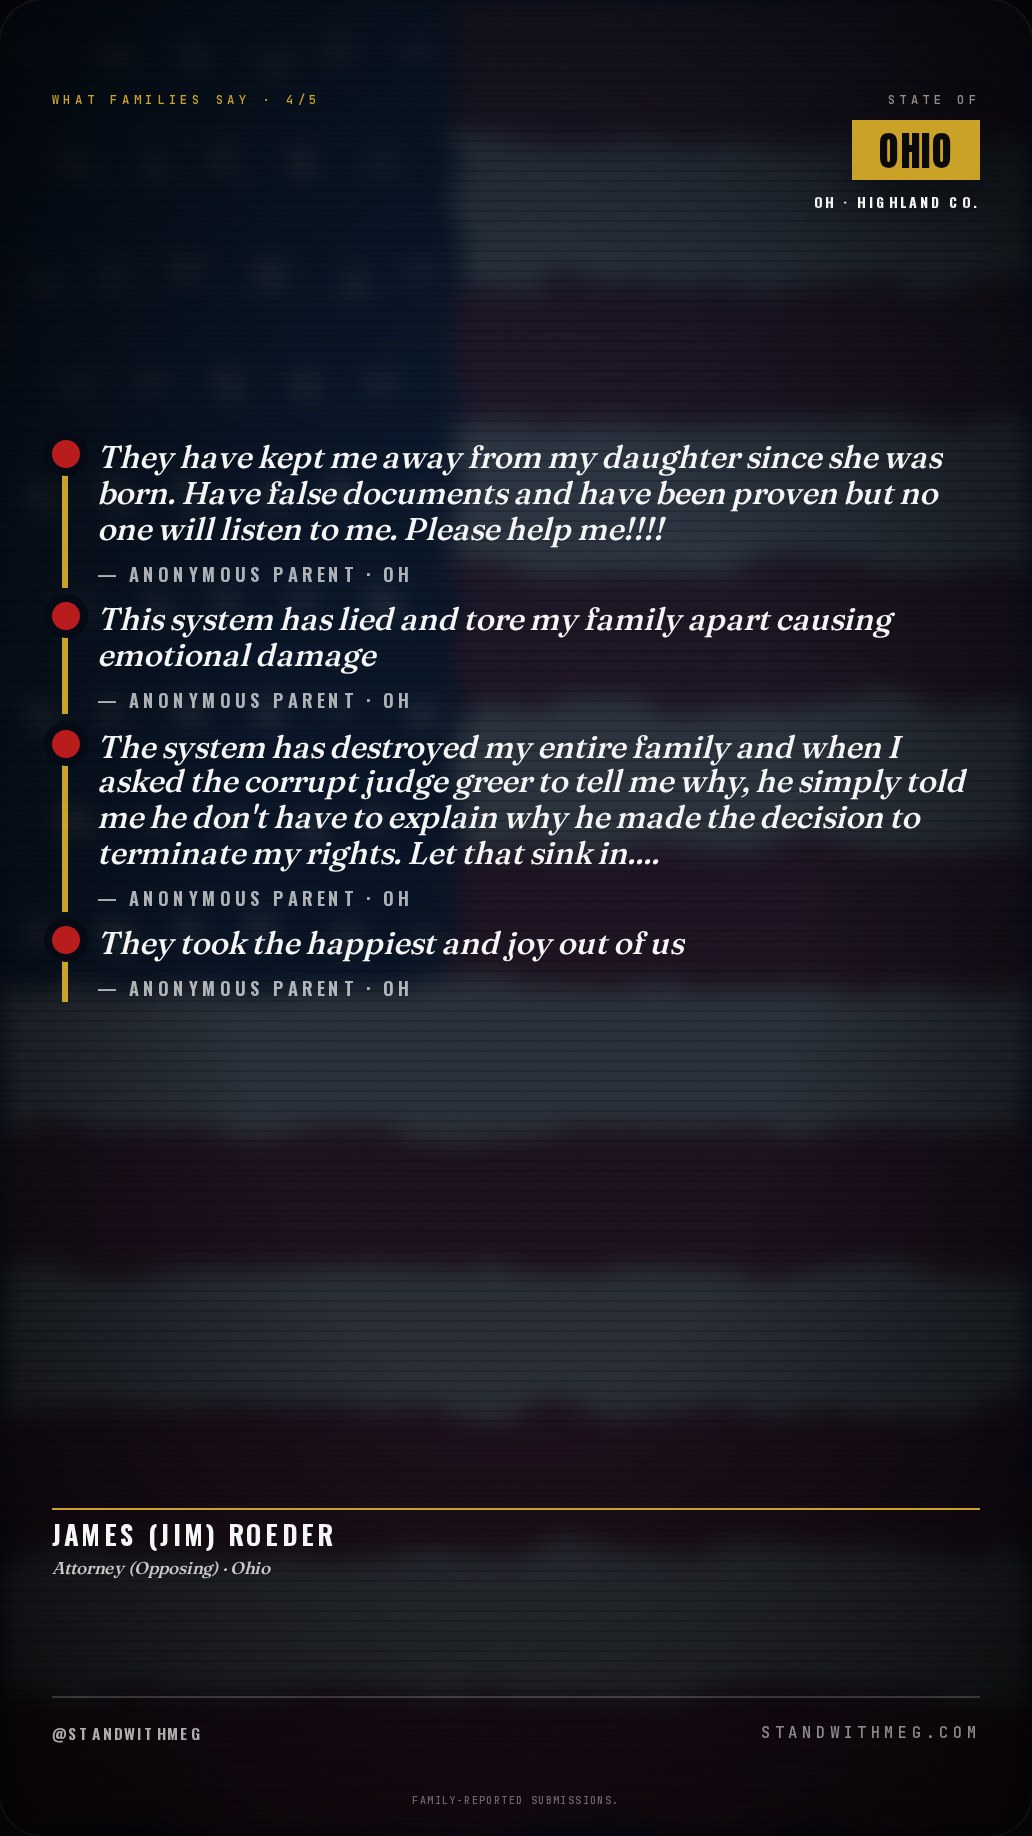 WHAT FAMILIES SAY · 4/5
STATE OF
OHIO
OH · HIGHLAND CO.
They have kept me away from my daughter since she was
born. Have false documents and have been proven but no
one will listen to me. Please help me!!!!
— ANONYMOUS PARENT · OH
This system has lied and tore my family apart causing
emotional damage
— ANONYMOUS PARENT · OH
The system has destroyed my entire family and when I
asked the corrupt judge greer to tell me why, he simply told
me he don't have to explain why he made the decision to
terminate my rights. Let that sink in....
— ANONYMOUS PARENT · OH
They took the happiest and joy out of us
— ANONYMOUS PARENT · OH
JAMES (JIM) ROEDER
Attorney (Opposing) · Ohio
@STANDWITHMEG
STANDWITHMEG.COM
FAMILY-REPORTED SUBMISSIONS.